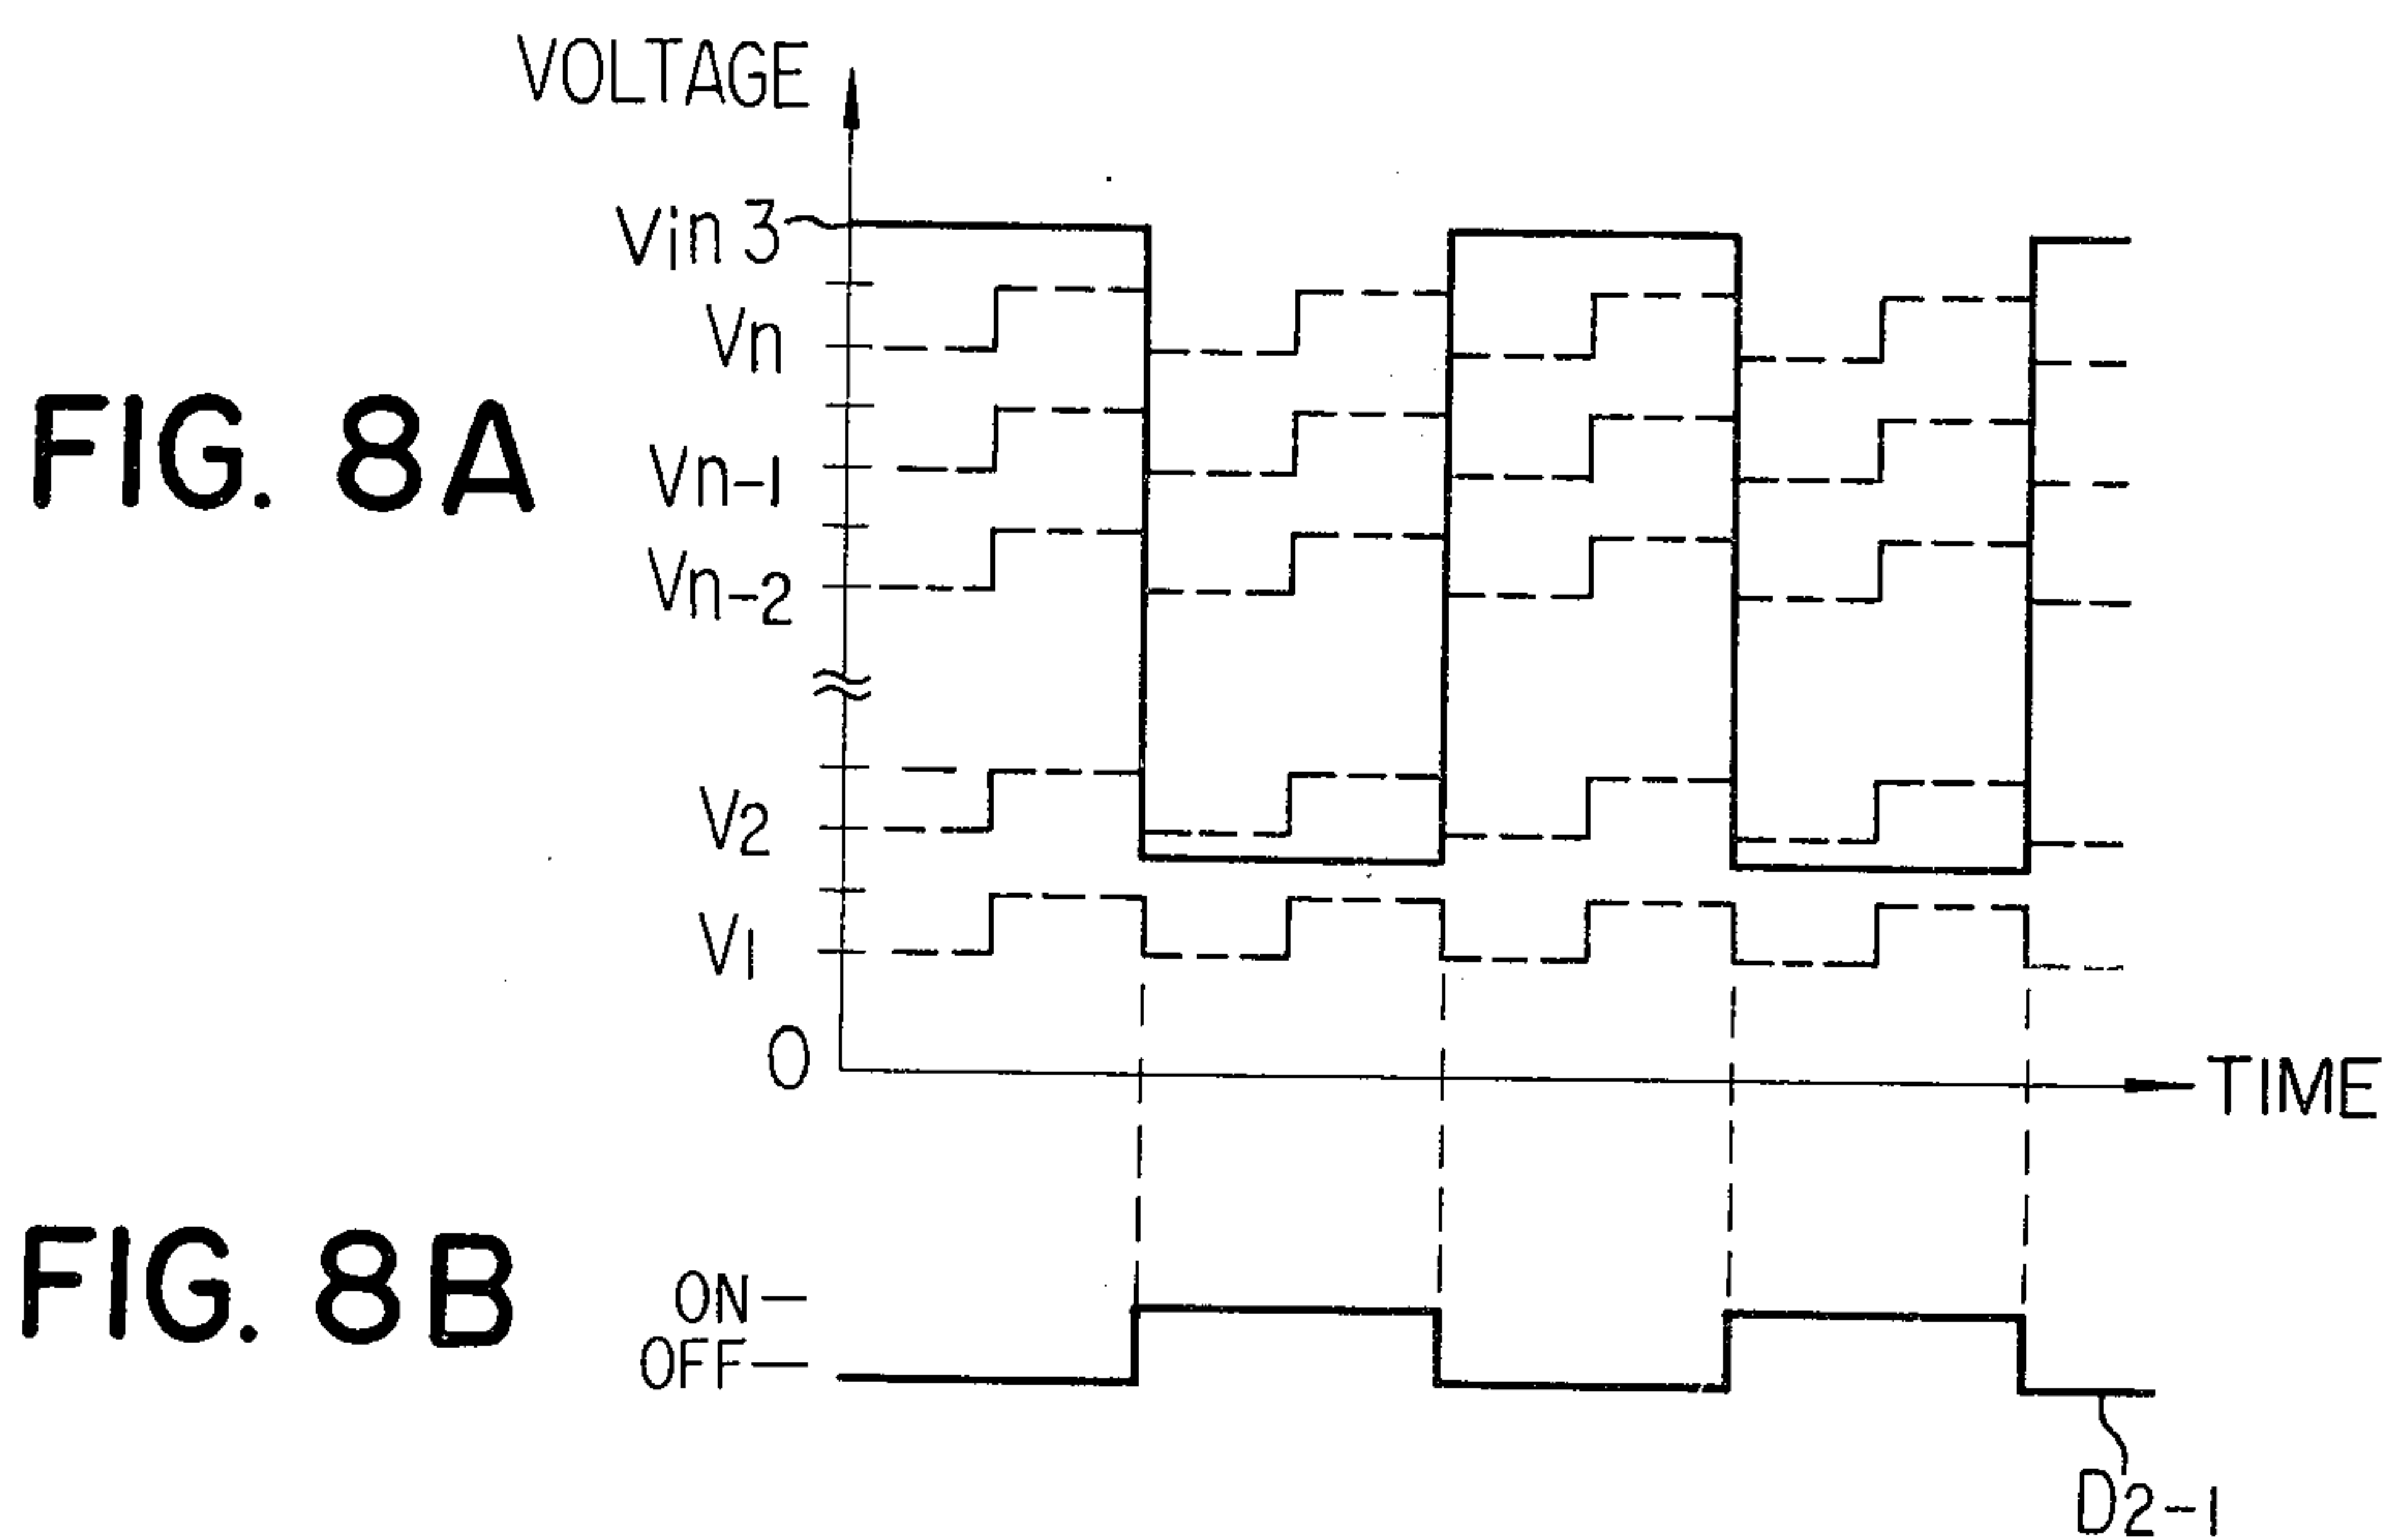 VOLTAGE
Vin 3
Vn
FIG. 8A
Vn-1
Vn-2
V2
V1
O
TIME
FIG. 8B
ON
OFF
D2-1